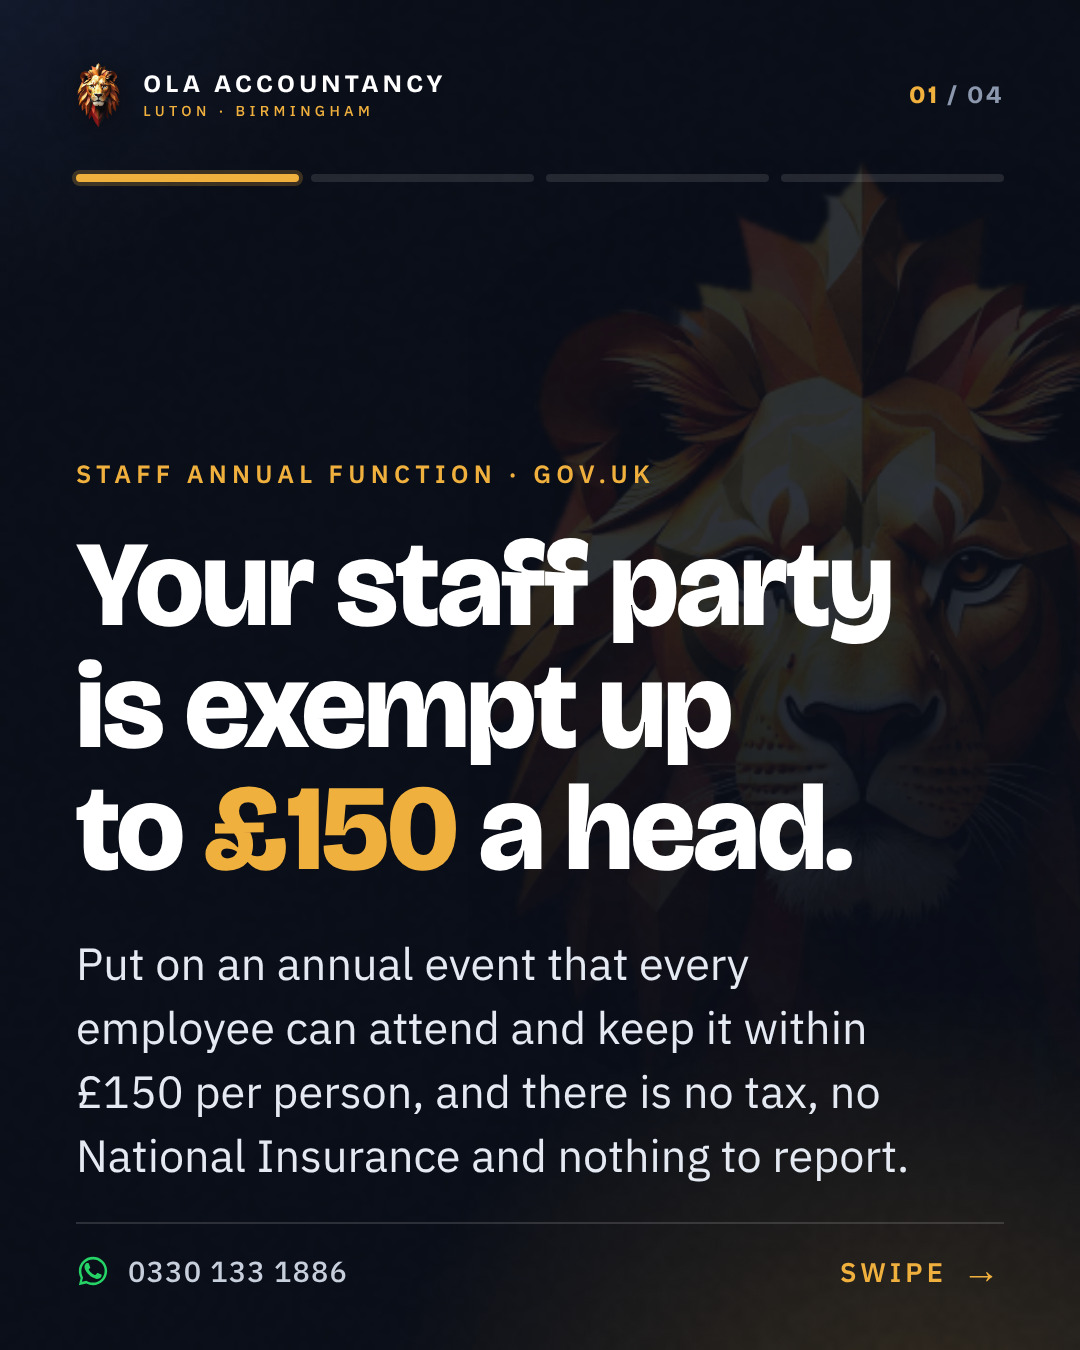 OLA ACCOUNTANCY
LUTON · BIRMINGHAM
01 / 04
STAFF ANNUAL FUNCTION · GOV.UK
Your staff party
is exempt up
to £150 a head.
Put on an annual event that every
employee can attend and keep it within
£150 per person, and there is no tax, no
National Insurance and nothing to report.
0330 133 1886
SWIPE →